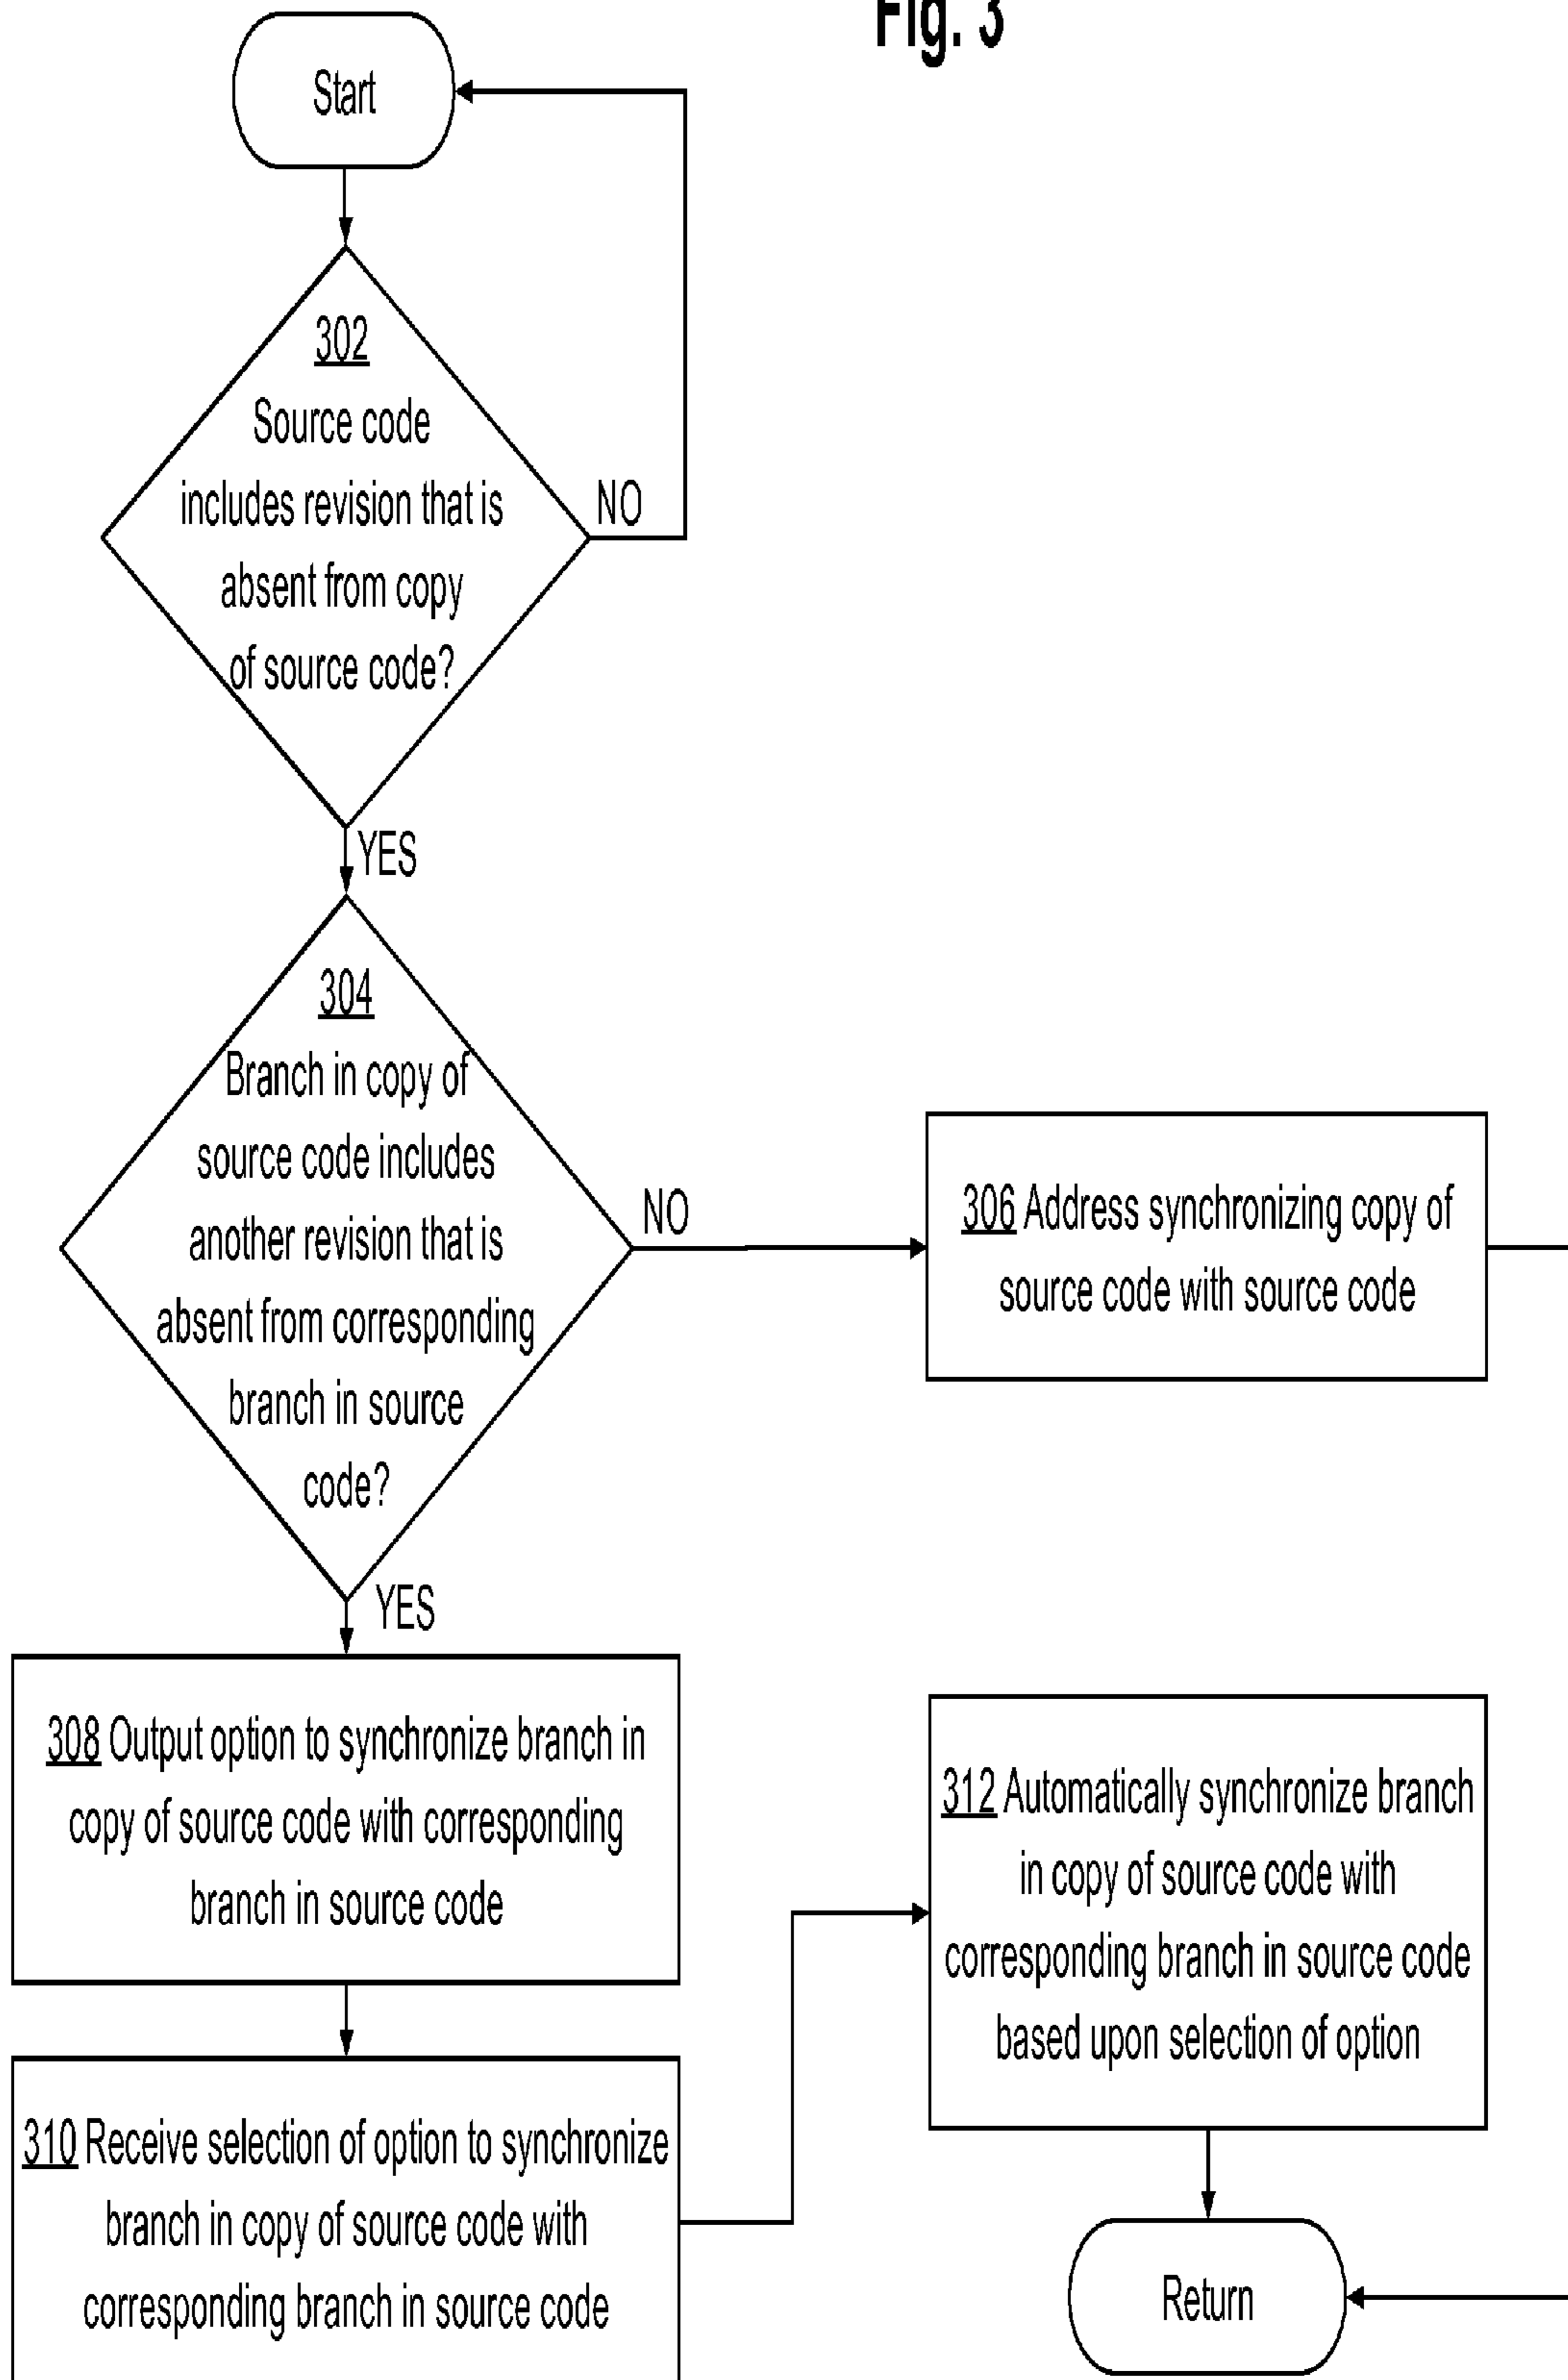 Fig. 3
Start
302
Source code
includes revision that is
absent from copy
of source code?
NO
YES
304
Branch in copy of
source code includes
another revision that is
absent from corresponding
branch in source
code?
NO
306 Address synchronizing copy of
source code with source code
YES
308 Output option to synchronize branch in
copy of source code with corresponding
branch in source code
310 Receive selection of option to synchronize
branch in copy of source code with
corresponding branch in source code
312 Automatically synchronize branch
in copy of source code with
corresponding branch in source code
based upon selection of option
Return